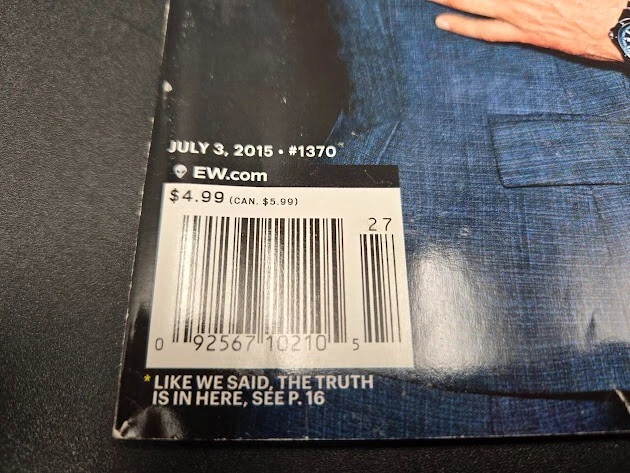 JULY 3, 2015 • #1370
EW.com
$4.99 (CAN. $5.99)
27
0 92567 10210 5
* LIKE WE SAID, THE TRUTH
IS IN HERE, SEE P. 16